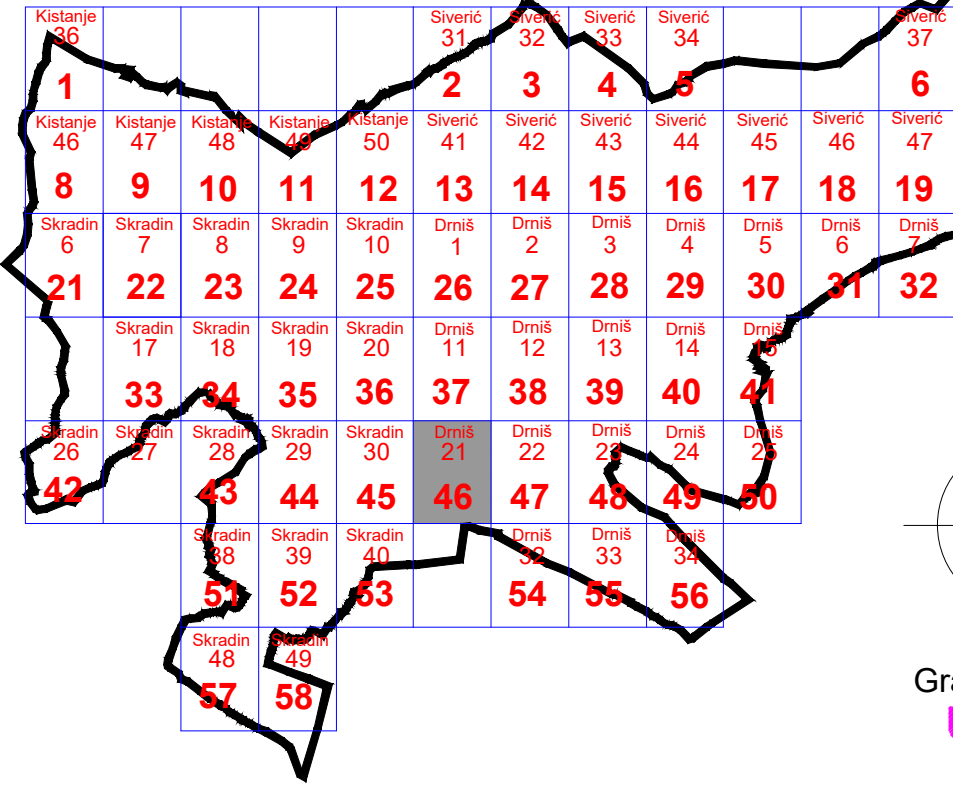 Kistanje Siverić Siverić Siverić Siverić Siverić
36 31 32 33 34 37
1 2 3 4 5 6
Kistanje Kistanje Kistanje Kistanje Kistanje Siverić Siverić Siverić Siverić Siverić Siverić Siverić
46 47 48 49 50 41 42 43 44 45 46 47
8 9 10 11 12 13 14 15 16 17 18 19
Skradin Skradin Skradin Skradin Skradin Drniš Drniš Drniš Drniš Drniš Drniš Drniš
6 7 8 9 10 1 2 3 4 5 6 7
21 22 23 24 25 26 27 28 29 30 31 32
Skradin Skradin Skradin Skradin Drniš Drniš Drniš Drniš Drniš
17 18 19 20 11 12 13 14 15
33 34 35 36 37 38 39 40 41
Skradin Skradin Skradin Skradin Skradin Drniš Drniš Drniš Drniš Drniš
26 27 28 29 30 21 22 23 24 25
42 43 44 45 46 47 48 49 50
Skradin Skradin Skradin Drniš Drniš Drniš
38 39 40 32 33 34
51 52 53 54 55 56
Skradin Skradin
48 49
57 58
Gra